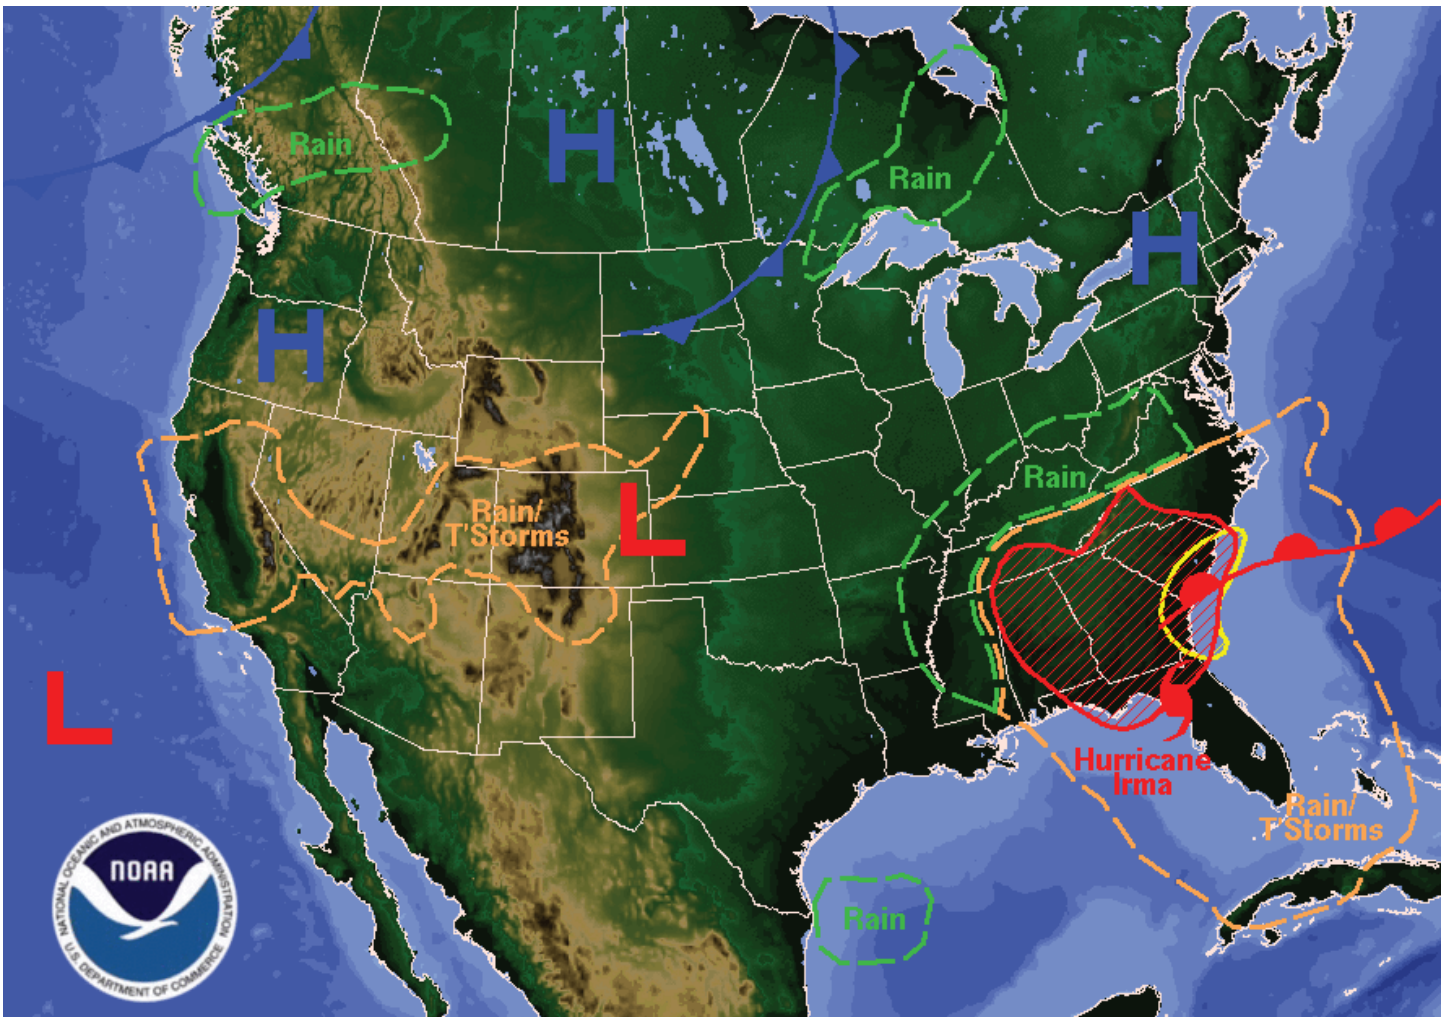 Rain
H
Rain
H
H
Rain
Rain/
T'Storms
L
L
Hurricane
Irma
Rain/
T'Storms
Rain
NATIONAL OCEANIC AND ATMOSPHERIC ADMINISTRATION
NOAA
U.S. DEPARTMENT OF COMMERCE